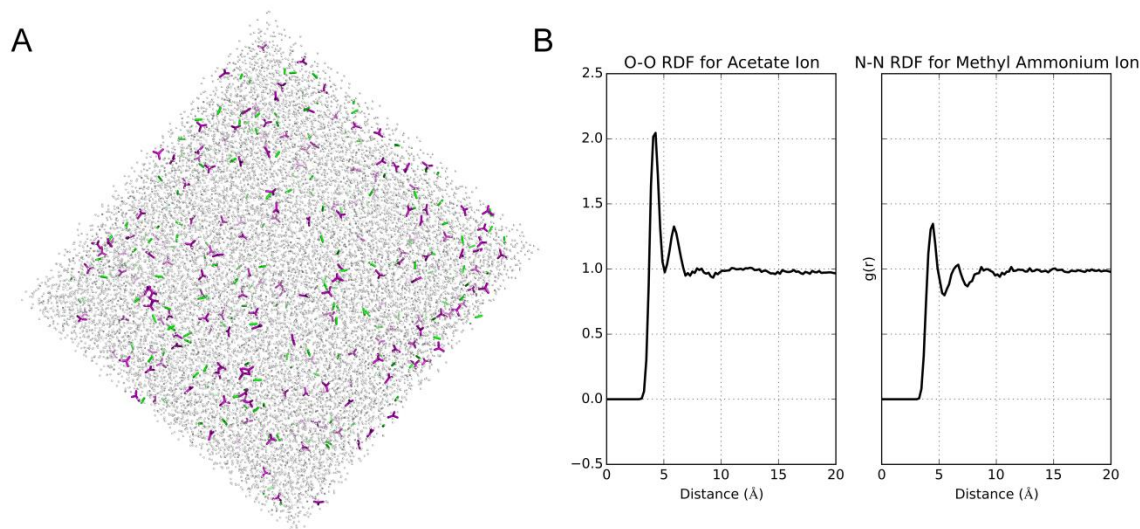 A
B
O-O RDF for Acetate Ion
2.5
2.0
1.5
1.0
0.5
0.0
−0.5
0 5 10 15 20
Distance (Å)
N-N RDF for Methyl Ammonium Ion
g(r)
0 5 10 15 20
Distance (Å)